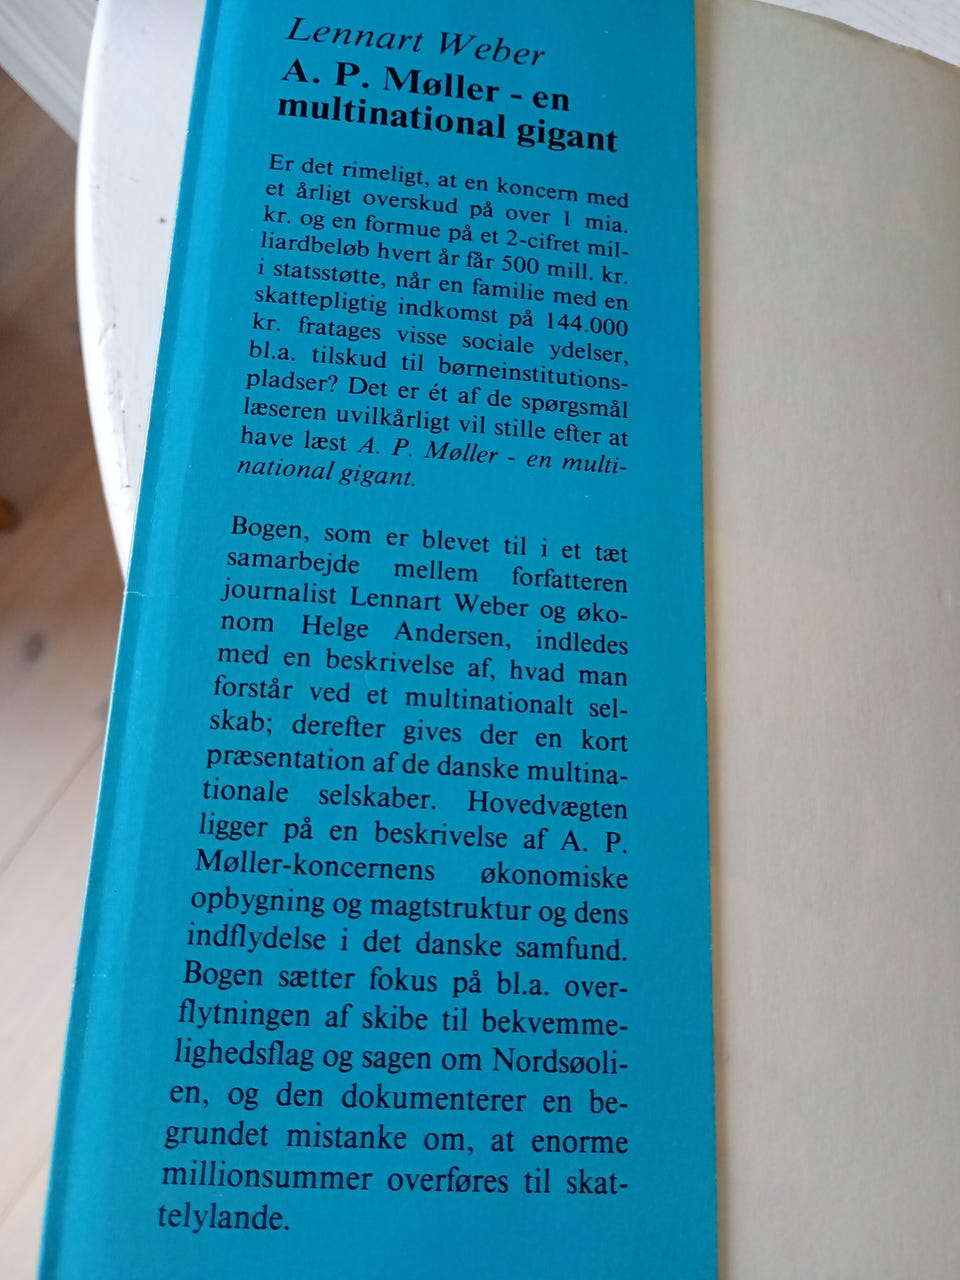 Lennart Weber
A. P. Møller - en
multinational gigant
Er det rimeligt, at en koncern med
et årligt overskud på over 1 mia.
kr. og en formue på et 2-cifret mil-
liardbeløb hvert år får 500 mill. kr.
i statsstøtte, når en familie med en
skattepligtig indkomst på 144.000
kr. fratages visse sociale ydelser,
bl.a. tilskud til børneinstitutions-
pladser? Det er ét af de spørgsmål
læseren uvilkårligt vil stille efter at
have læst A. P. Møller - en multi-
national gigant.
Bogen, som er blevet til i et tæt
samarbejde mellem forfatteren
journalist Lennart Weber og øko-
nom Helge Andersen, indledes
med en beskrivelse af, hvad man
forstår ved et multinationalt sel-
skab; derefter gives der en kort
præsentation af de danske multina-
tionale selskaber. Hovedvægten
ligger på en beskrivelse af A. P.
Møller-koncernens økonomiske
opbygning og magtstruktur og dens
indflydelse i det danske samfund.
Bogen sætter fokus på bl.a. over-
flytningen af skibe til bekvemme-
lighedsflag og sagen om Nordsøoli-
en, og den dokumenterer en be-
grundet mistanke om, at enorme
millionsummer overføres til skat-
telylande.